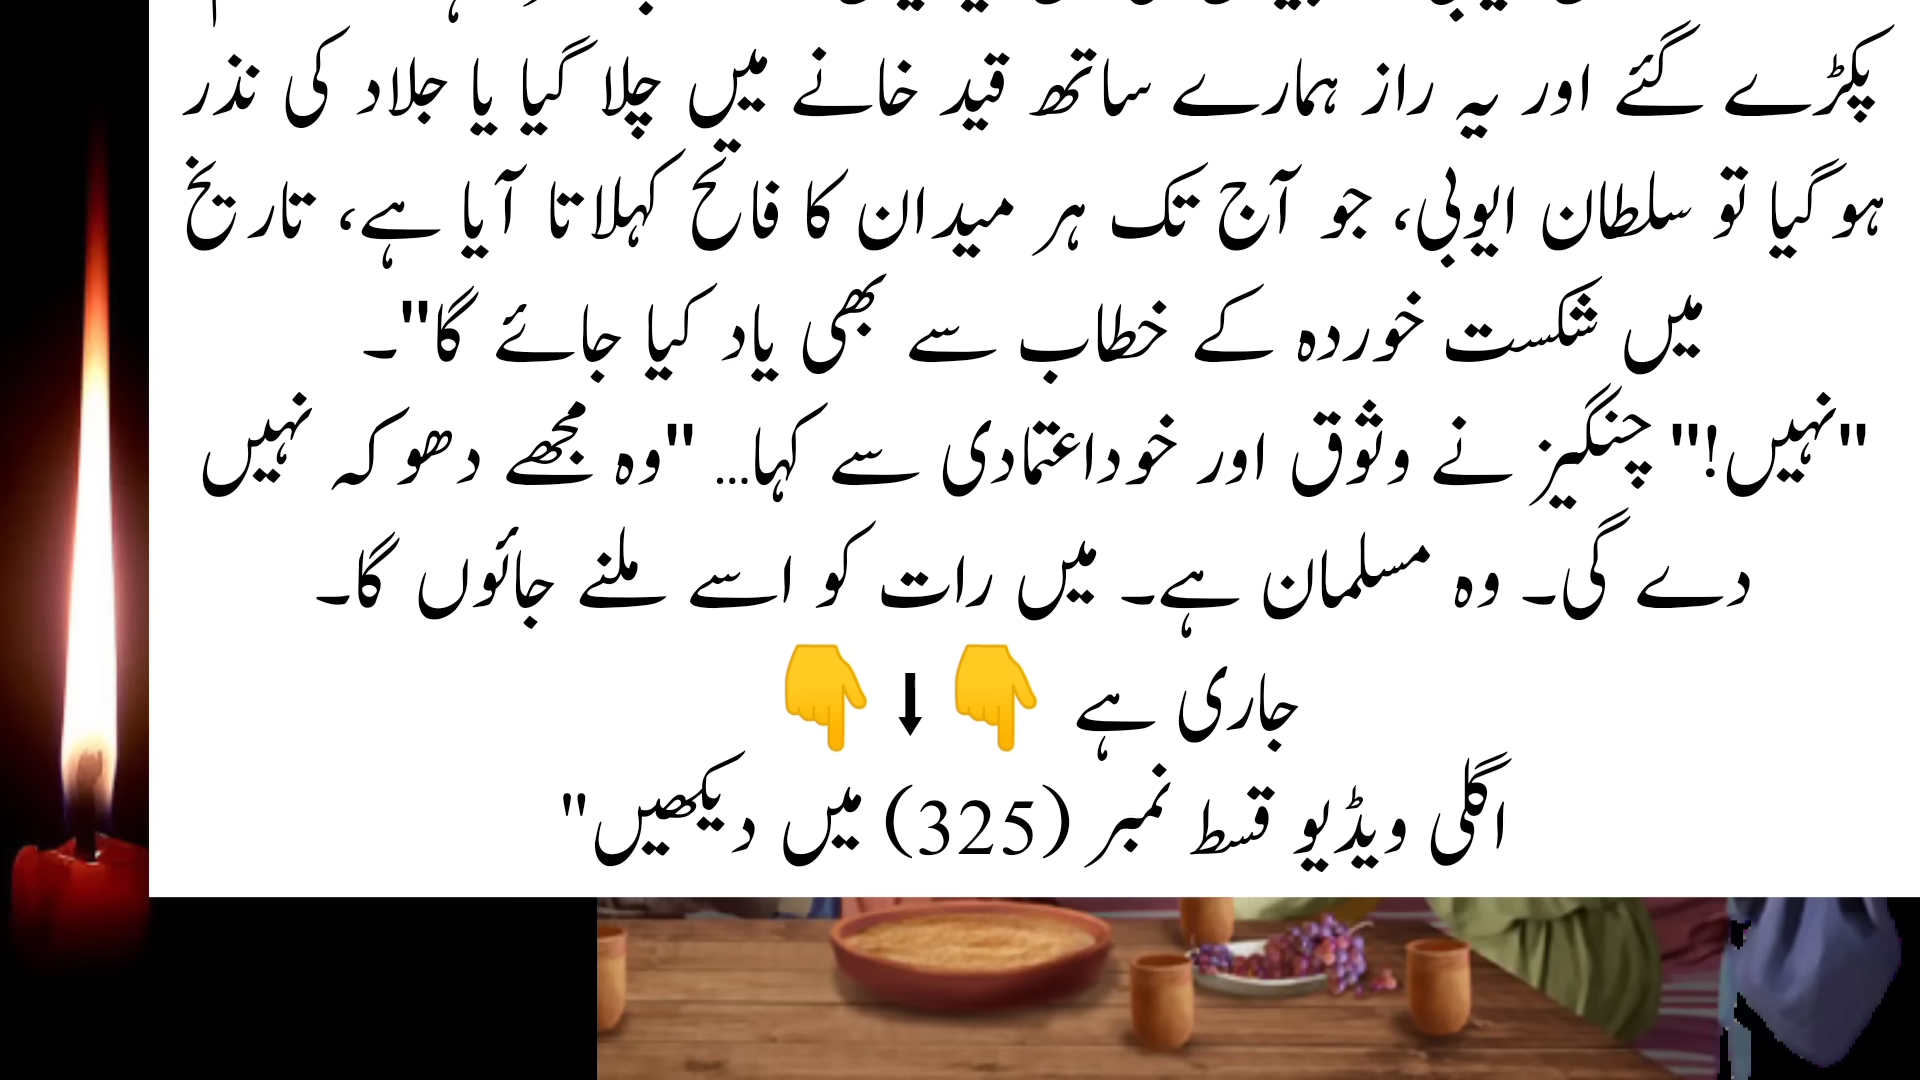 پکڑے گئے اور یہ راز ہمارے ساتھ قید خانے میں چلا گیا یا جلاد کی نذر
ہوگیا تو سلطان ایوبی، جو آج تک ہر میدان کا فاتح کہلاتا آیا ہے، تاریخ
میں شکست خوردہ کے خطاب سے بھی یاد کیا جائے گا"۔
"نہیں!" چنگیز نے وثوق اور خوداعتمادی سے کہا... "وہ مجھے دھوکہ نہیں
دے گی۔ وہ مسلمان ہے۔ میں رات کو اسے ملنے جائوں گا۔
جاری ہے 👇⬇👇
اگلی ویڈیو قسط نمبر (325) میں دیکھیں"